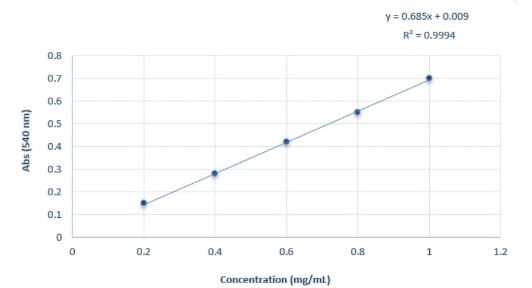 y = 0.685x + 0.009
R² = 0.9994
0.8
0.7
0.6
0.5
0.4
0.3
0.2
0.1
0
Abs (540 nm)
0 0.2 0.4 0.6 0.8 1 1.2
Concentration (mg/mL)